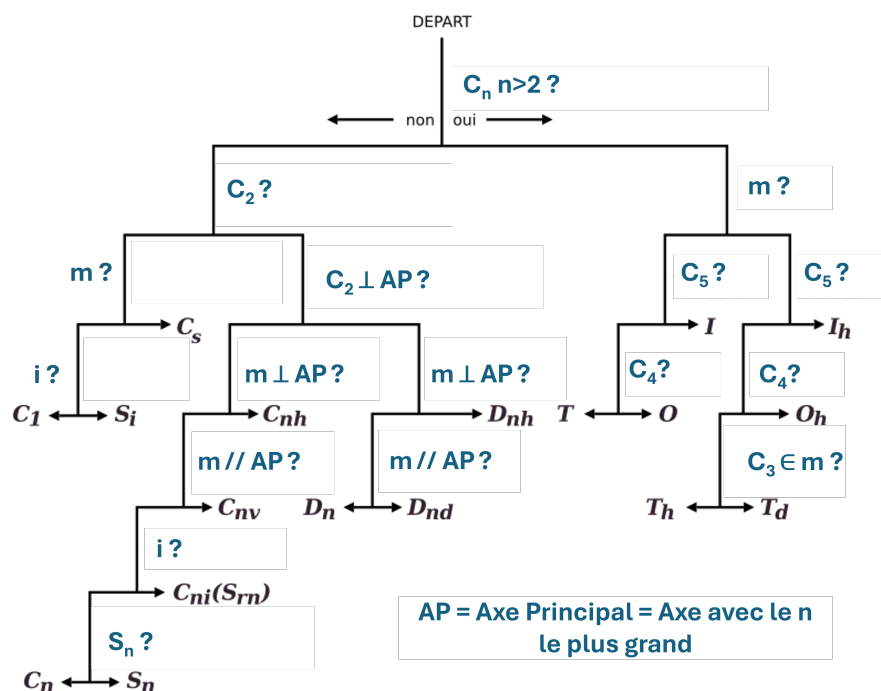 DEPART
Cn n>2 ?
non oui
C2 ?
m ?
m ?
C2 ⊥ AP ?
C5 ?
C5 ?
Cs
I
Ih
i ?
m ⊥ AP ?
m ⊥ AP ?
C4?
C4?
C1
Si
Cnh
Dnh
T
O
Oh
m // AP ?
m // AP ?
C3 ∈ m ?
Cnv
Dn
Dnd
Th
Td
i ?
Cni(Srn)
AP = Axe Principal = Axe avec le n
le plus grand
Sn ?
Cn
Sn